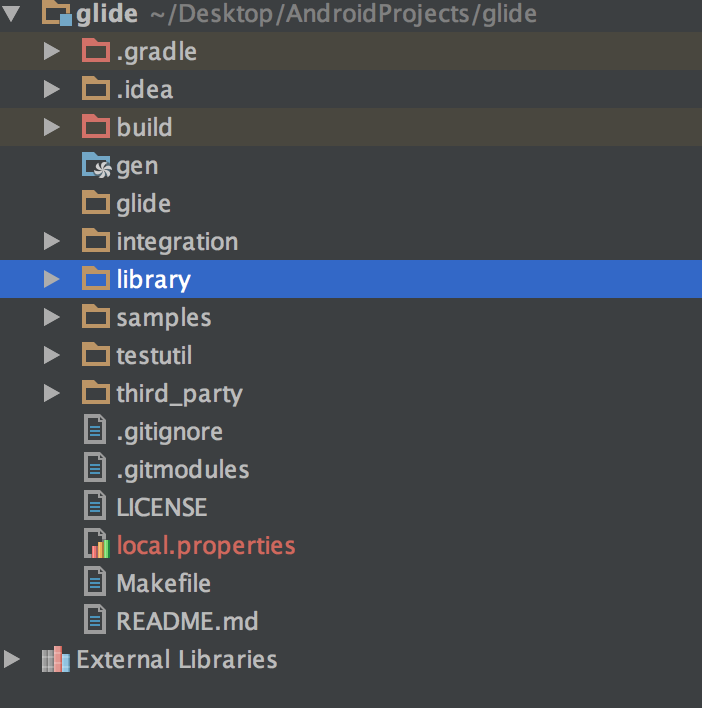 glide ~/Desktop/AndroidProjects/glide
.gradle
.idea
build
gen
glide
integration
library
samples
testutil
third_party
.gitignore
.gitmodules
LICENSE
local.properties
Makefile
README.md
External Libraries